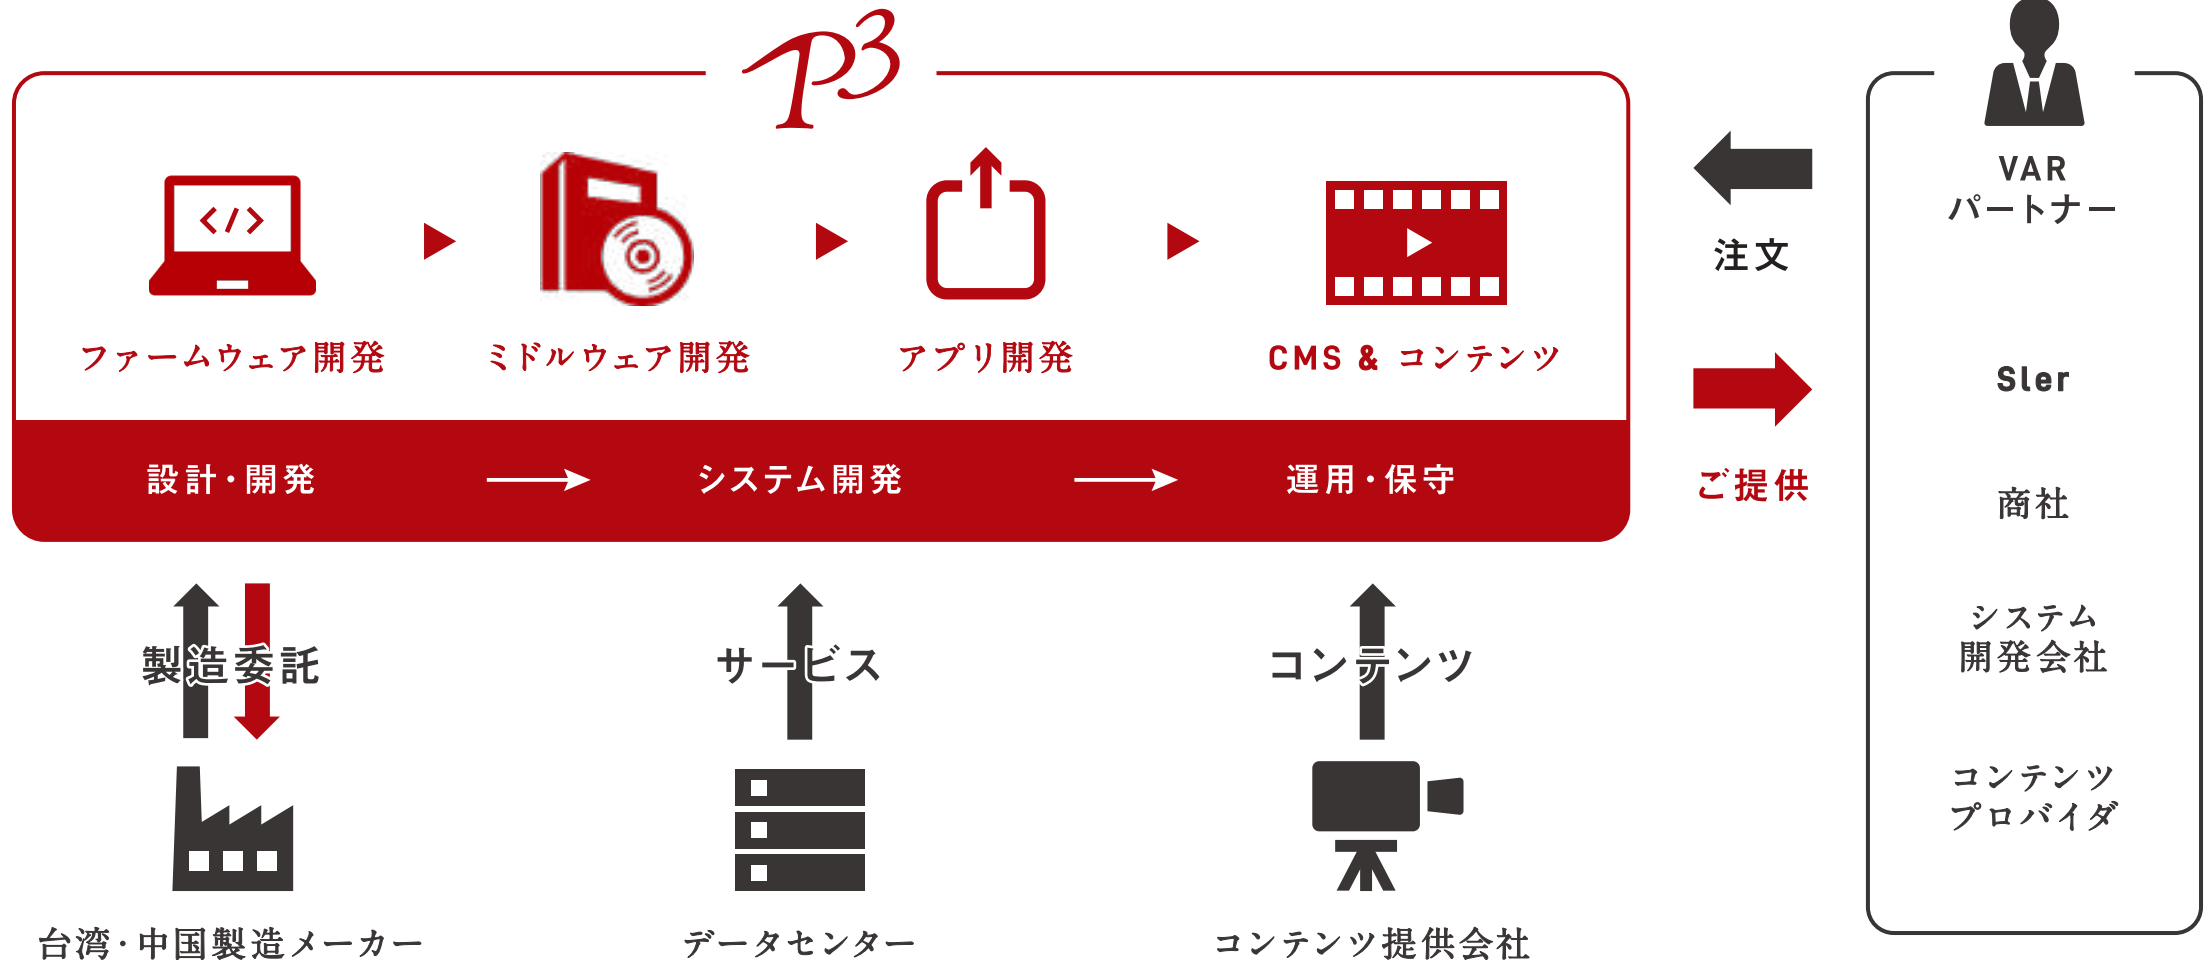 P3
ファームウェア開発
ミドルウェア開発
アプリ開発
CMS & コンテンツ
設計・開発
システム開発
運用・保守
注文
ご提供
VAR
パートナー
Sler
商社
システム
開発会社
コンテンツ
プロバイダ
製造委託
サービス
コンテンツ
台湾・中国製造メーカー
データセンター
コンテンツ提供会社